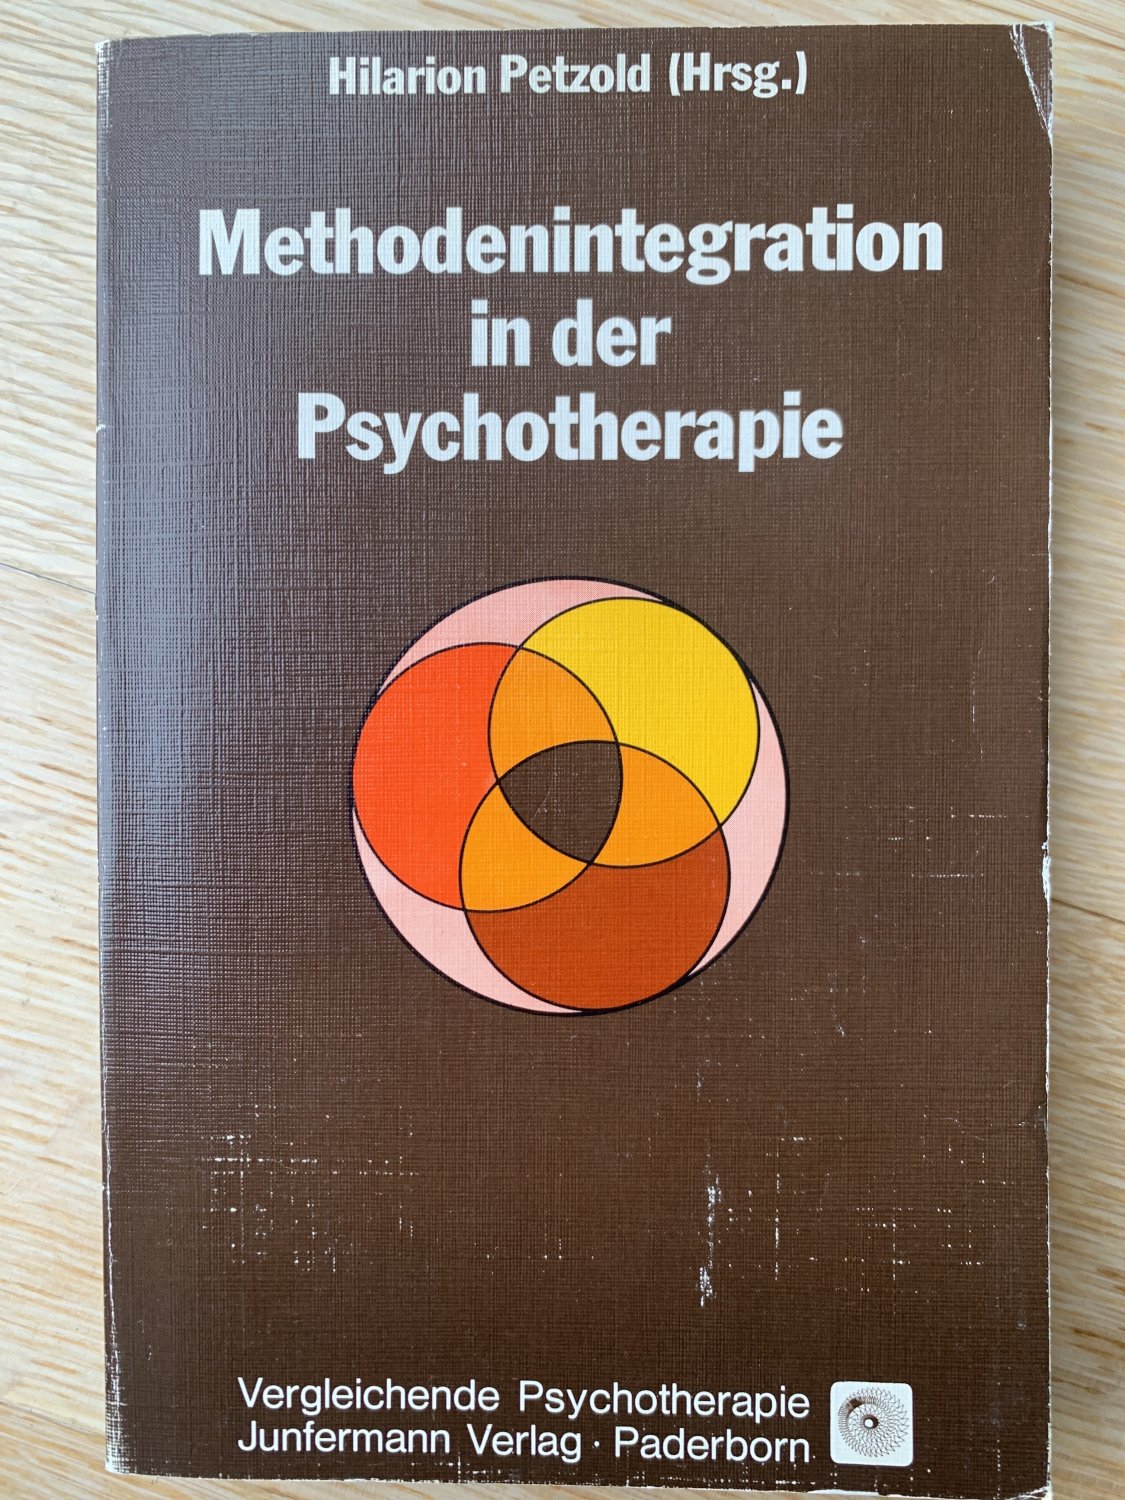 Hilarion Petzold (Hrsg.)
Methodenintegration
in der
Psychotherapie
Vergleichende Psychotherapie
Junfermann Verlag · Paderborn